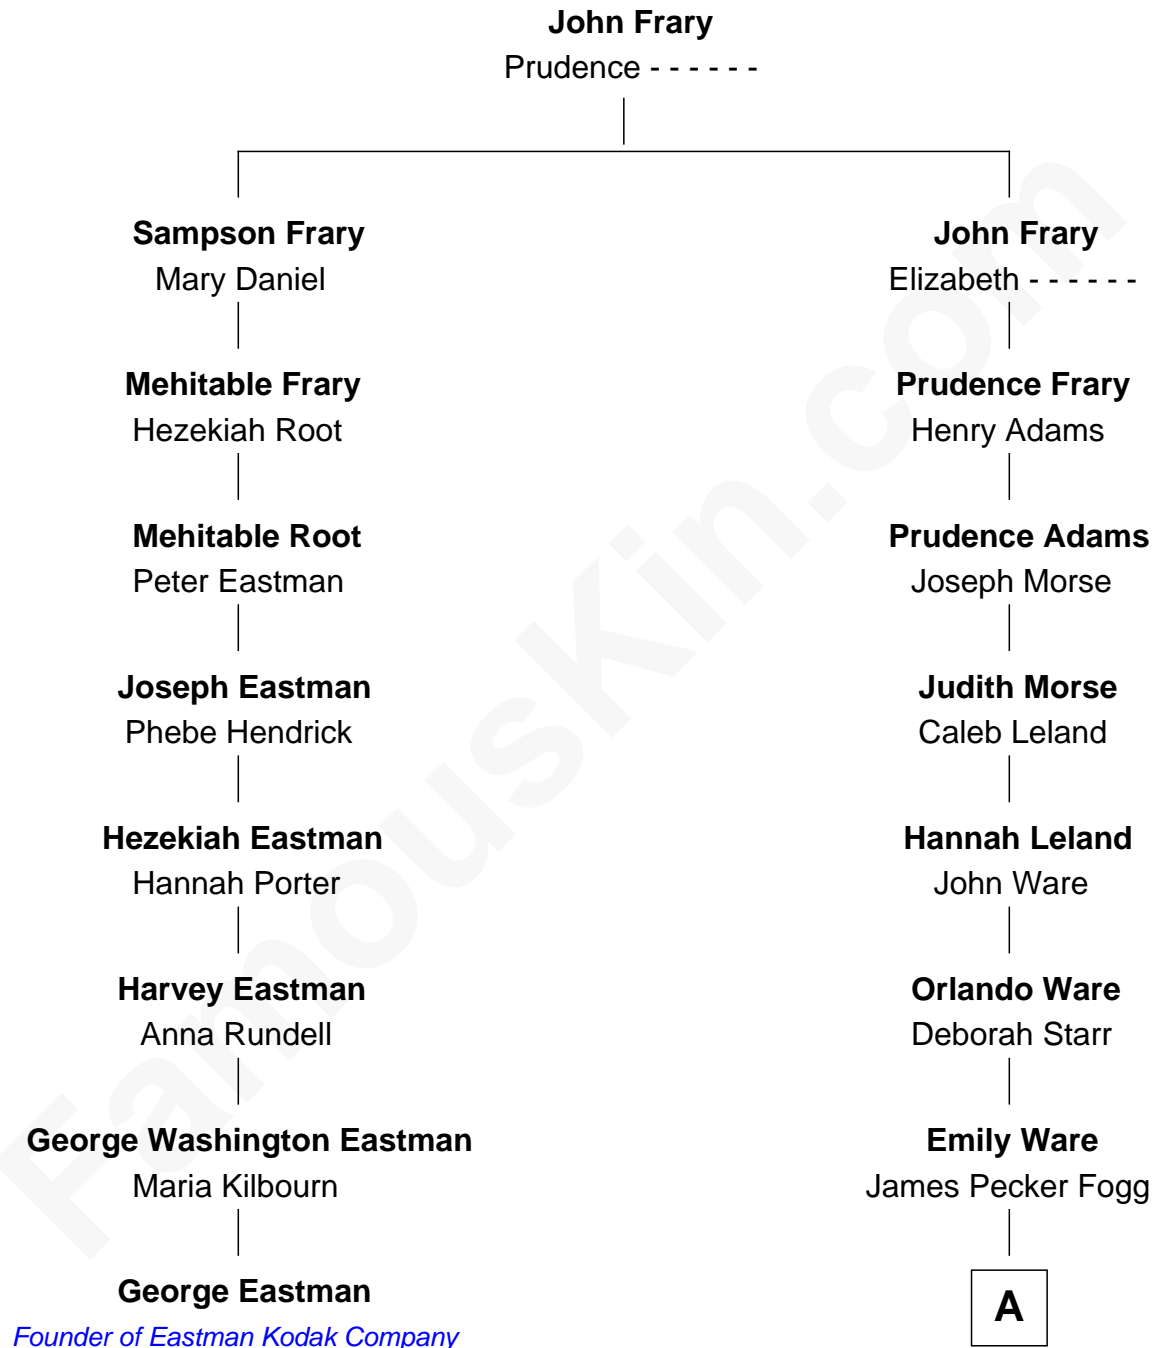 John Frary
Prudence - - - - - -
Sampson Frary
Mary Daniel
John Frary
Elizabeth - - - - - -
Mehitable Frary
Hezekiah Root
Prudence Frary
Henry Adams
Mehitable Root
Peter Eastman
Prudence Adams
Joseph Morse
Joseph Eastman
Phebe Hendrick
Judith Morse
Caleb Leland
Hezekiah Eastman
Hannah Porter
Hannah Leland
John Ware
Harvey Eastman
Anna Rundell
Orlando Ware
Deborah Starr
George Washington Eastman
Maria Kilbourn
Emily Ware
James Pecker Fogg
George Eastman
Founder of Eastman Kodak Company
A
FamousKin.com